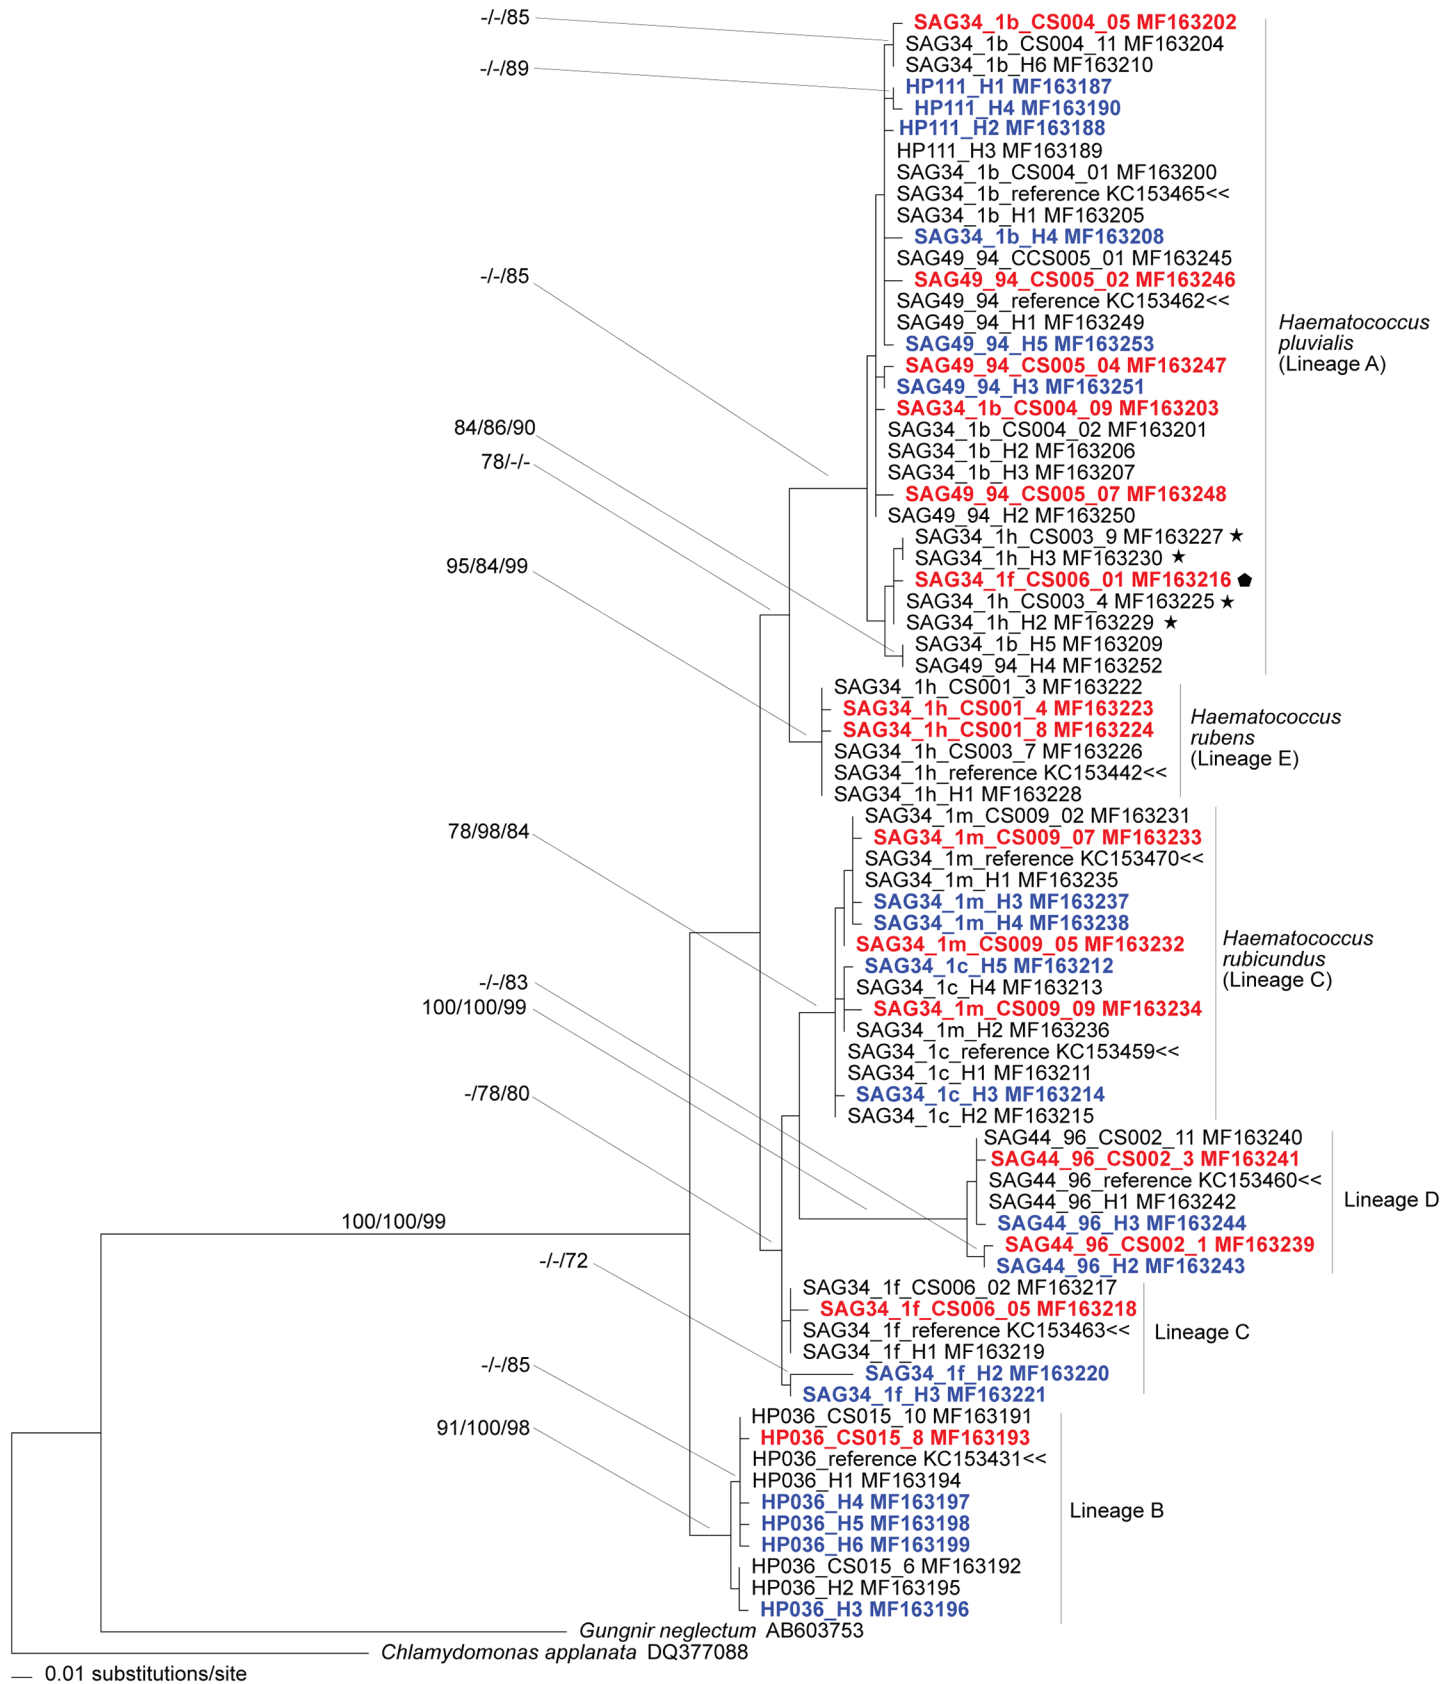 -/-/85
SAG34_1b_CS004_05 MF163202
SAG34_1b_CS004_11 MF163204
SAG34_1b_H6 MF163210
-/-/89
HP111_H1 MF163187
HP111_H4 MF163190
HP111_H2 MF163188
HP111_H3 MF163189
SAG34_1b_CS004_01 MF163200
SAG34_1b_reference KC153465<<
SAG34_1b_H1 MF163205
SAG34_1b_H4 MF163208
SAG49_94_CCS005_01 MF163245
-/-/85
SAG49_94_CS005_02 MF163246
SAG49_94_reference KC153462<<
SAG49_94_H1 MF163249
SAG49_94_H5 MF163253
Haematococcus
pluvialis
(Lineage A)
SAG49_94_CS005_04 MF163247
SAG49_94_H3 MF163251
SAG34_1b_CS004_09 MF163203
84/86/90
SAG34_1b_CS004_02 MF163201
SAG34_1b_H2 MF163206
78/-/-
SAG34_1b_H3 MF163207
SAG49_94_CS005_07 MF163248
SAG49_94_H2 MF163250
SAG34_1h_CS003_9 MF163227 ★
SAG34_1h_H3 MF163230 ★
95/84/99
SAG34_1f_CS006_01 MF163216 ⬟
SAG34_1h_CS003_4 MF163225 ★
SAG34_1h_H2 MF163229 ★
SAG34_1b_H5 MF163209
SAG49_94_H4 MF163252
SAG34_1h_CS001_3 MF163222
SAG34_1h_CS001_4 MF163223
SAG34_1h_CS001_8 MF163224
SAG34_1h_CS003_7 MF163226
SAG34_1h_reference KC153442<<
SAG34_1h_H1 MF163228
Haematococcus
rubens
(Lineage E)
SAG34_1m_CS009_02 MF163231
78/98/84
SAG34_1m_CS009_07 MF163233
SAG34_1m_reference KC153470<<
SAG34_1m_H1 MF163235
SAG34_1m_H3 MF163237
SAG34_1m_H4 MF163238
SAG34_1m_CS009_05 MF163232
SAG34_1c_H5 MF163212
Haematococcus
rubicundus
(Lineage C)
-/-/83
SAG34_1c_H4 MF163213
100/100/99
SAG34_1m_CS009_09 MF163234
SAG34_1m_H2 MF163236
SAG34_1c_reference KC153459<<
SAG34_1c_H1 MF163211
-/78/80
SAG34_1c_H3 MF163214
SAG34_1c_H2 MF163215
SAG44_96_CS002_11 MF163240
SAG44_96_CS002_3 MF163241
SAG44_96_reference KC153460<<
SAG44_96_H1 MF163242
Lineage D
100/100/99
SAG44_96_H3 MF163244
SAG44_96_CS002_1 MF163239
-/-/72
SAG44_96_H2 MF163243
SAG34_1f_CS006_02 MF163217
SAG34_1f_CS006_05 MF163218
SAG34_1f_reference KC153463<<
Lineage C
SAG34_1f_H1 MF163219
-/-/85
SAG34_1f_H2 MF163220
SAG34_1f_H3 MF163221
HP036_CS015_10 MF163191
91/100/98
HP036_CS015_8 MF163193
HP036_reference KC153431<<
HP036_H1 MF163194
HP036_H4 MF163197
Lineage B
HP036_H5 MF163198
HP036_H6 MF163199
HP036_CS015_6 MF163192
HP036_H2 MF163195
HP036_H3 MF163196
Gungnir neglectum AB603753
Chlamydomonas applanata DQ377088
0.01 substitutions/site